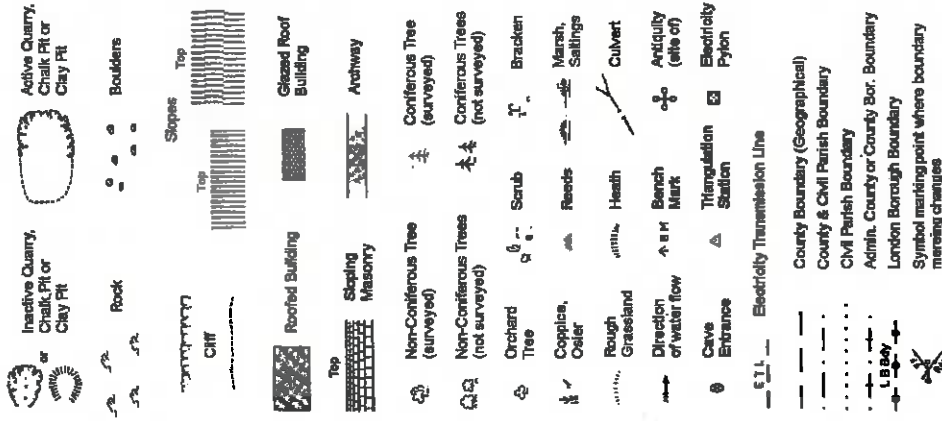 Inactive Quarry,
Chalk Pit or
Clay Pit
or
Active Quarry,
Chalk Pit or
Clay Pit
Rock
Boulders
Slopes
Top
Cliff
Top
Roofed Building
Glazed Roof
Building
Top
Sloping
Masonry
Archway
Non-Coniferous Tree
(surveyed)
Coniferous Tree
(surveyed)
Non-Coniferous Trees
(not surveyed)
Coniferous Trees
(not surveyed)
Orchard
Tree
Scrub
Bracken
Coppice,
Osier
Reeds
Marsh,
Saltings
Rough
Grassland
Heath
Culvert
Direction
of water flow
B M
Bench
Mark
Antiquity
(site of)
Cave
Entrance
Triangulation
Station
Electricity
Pylon
E T L
Electricity Transmission Line
County Boundary (Geographical)
County & Civil Parish Boundary
Civil Parish Boundary
Admin. County or County Bor. Boundary
L B Bdy
London Borough Boundary
Symbol marking point where boundary
mereing changes